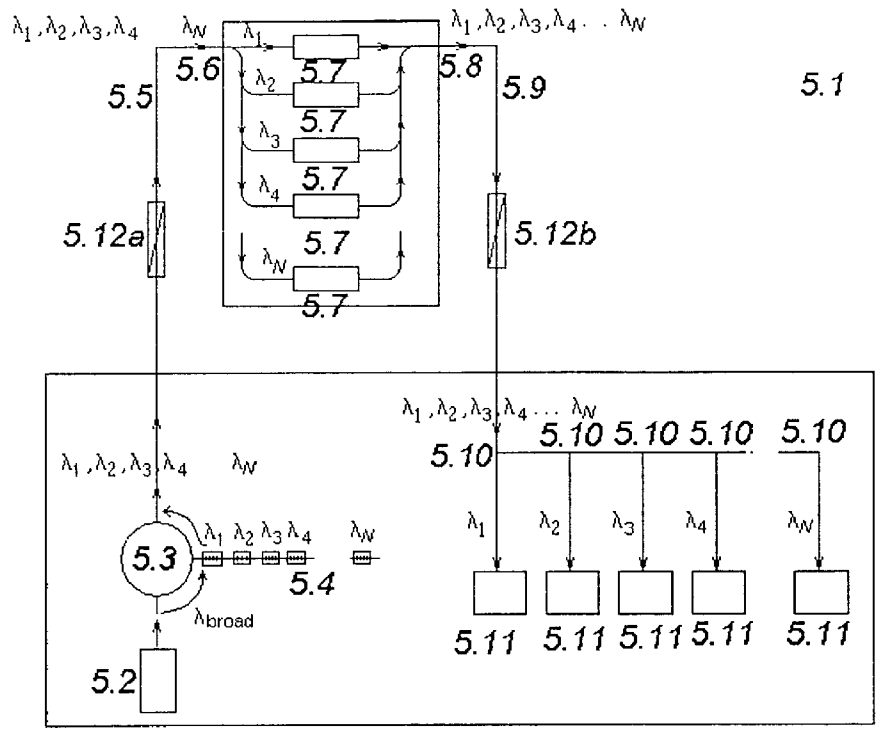 λ1 ,λ2, λ3 ,λ4 λN λ1 λ1, λ2, λ3, λ4 . . λN
5.6 5.8
5.5 5.7 5.9 5.1
λ2
5.7
λ3
5.7
λ4
5.12a 5.7 5.12b
λN
5.7
λ1 ,λ2, λ3, λ4 ... λN
5.10 5.10 5.10 5.10 5.10
λ1, λ2, λ3, λ4 λN
λ1 λ2 λ3 λ4 λN
λ1 λ2 λ3 λ4 λN
5.3
5.4
λbroad
5.11 5.11 5.11 5.11 5.11
5.2